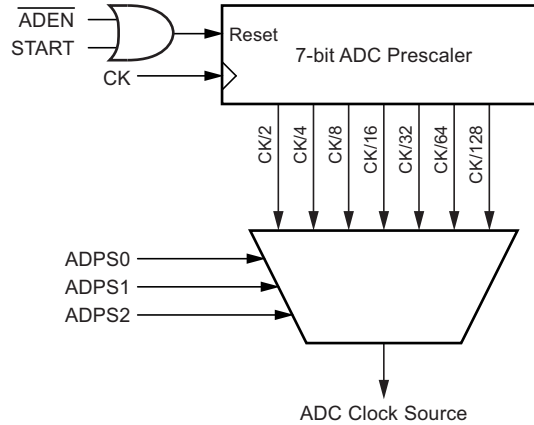 ADEN
START
Reset
7-bit ADC Prescaler
CK
CK/2
CK/4
CK/8
CK/16
CK/32
CK/64
CK/128
ADPS0
ADPS1
ADPS2
ADC Clock Source